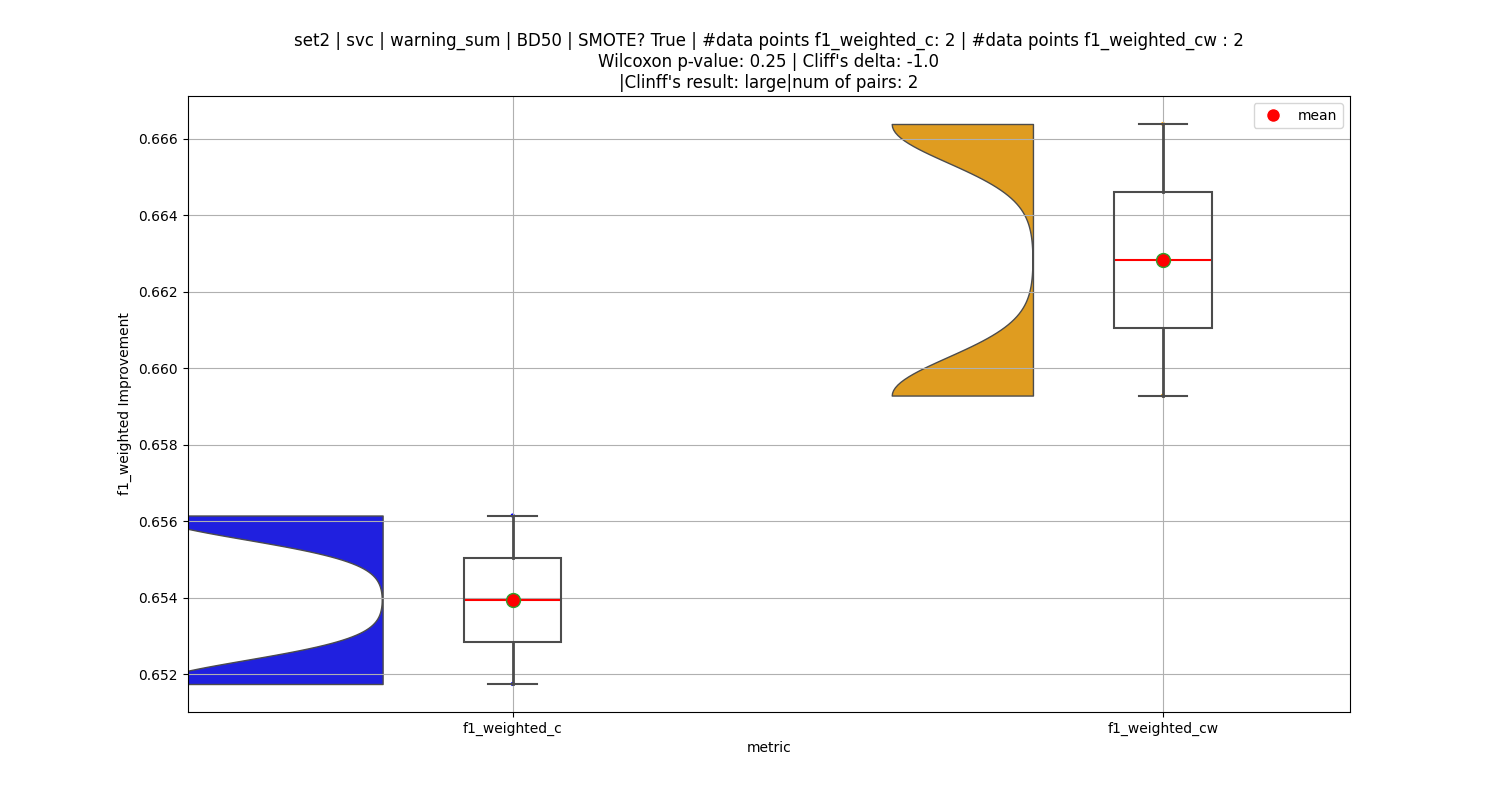 set2 | svc | warning_sum | BD50 | SMOTE? True | #data points f1_weighted_c: 2 | #data points f1_weighted_cw : 2
Wilcoxon p-value: 0.25 | Cliff's delta: -1.0
|Clinff's result: large|num of pairs: 2
mean
0.666
0.664
0.662
0.660
0.658
0.656
0.654
0.652
f1_weighted Improvement
f1_weighted_c
f1_weighted_cw
metric